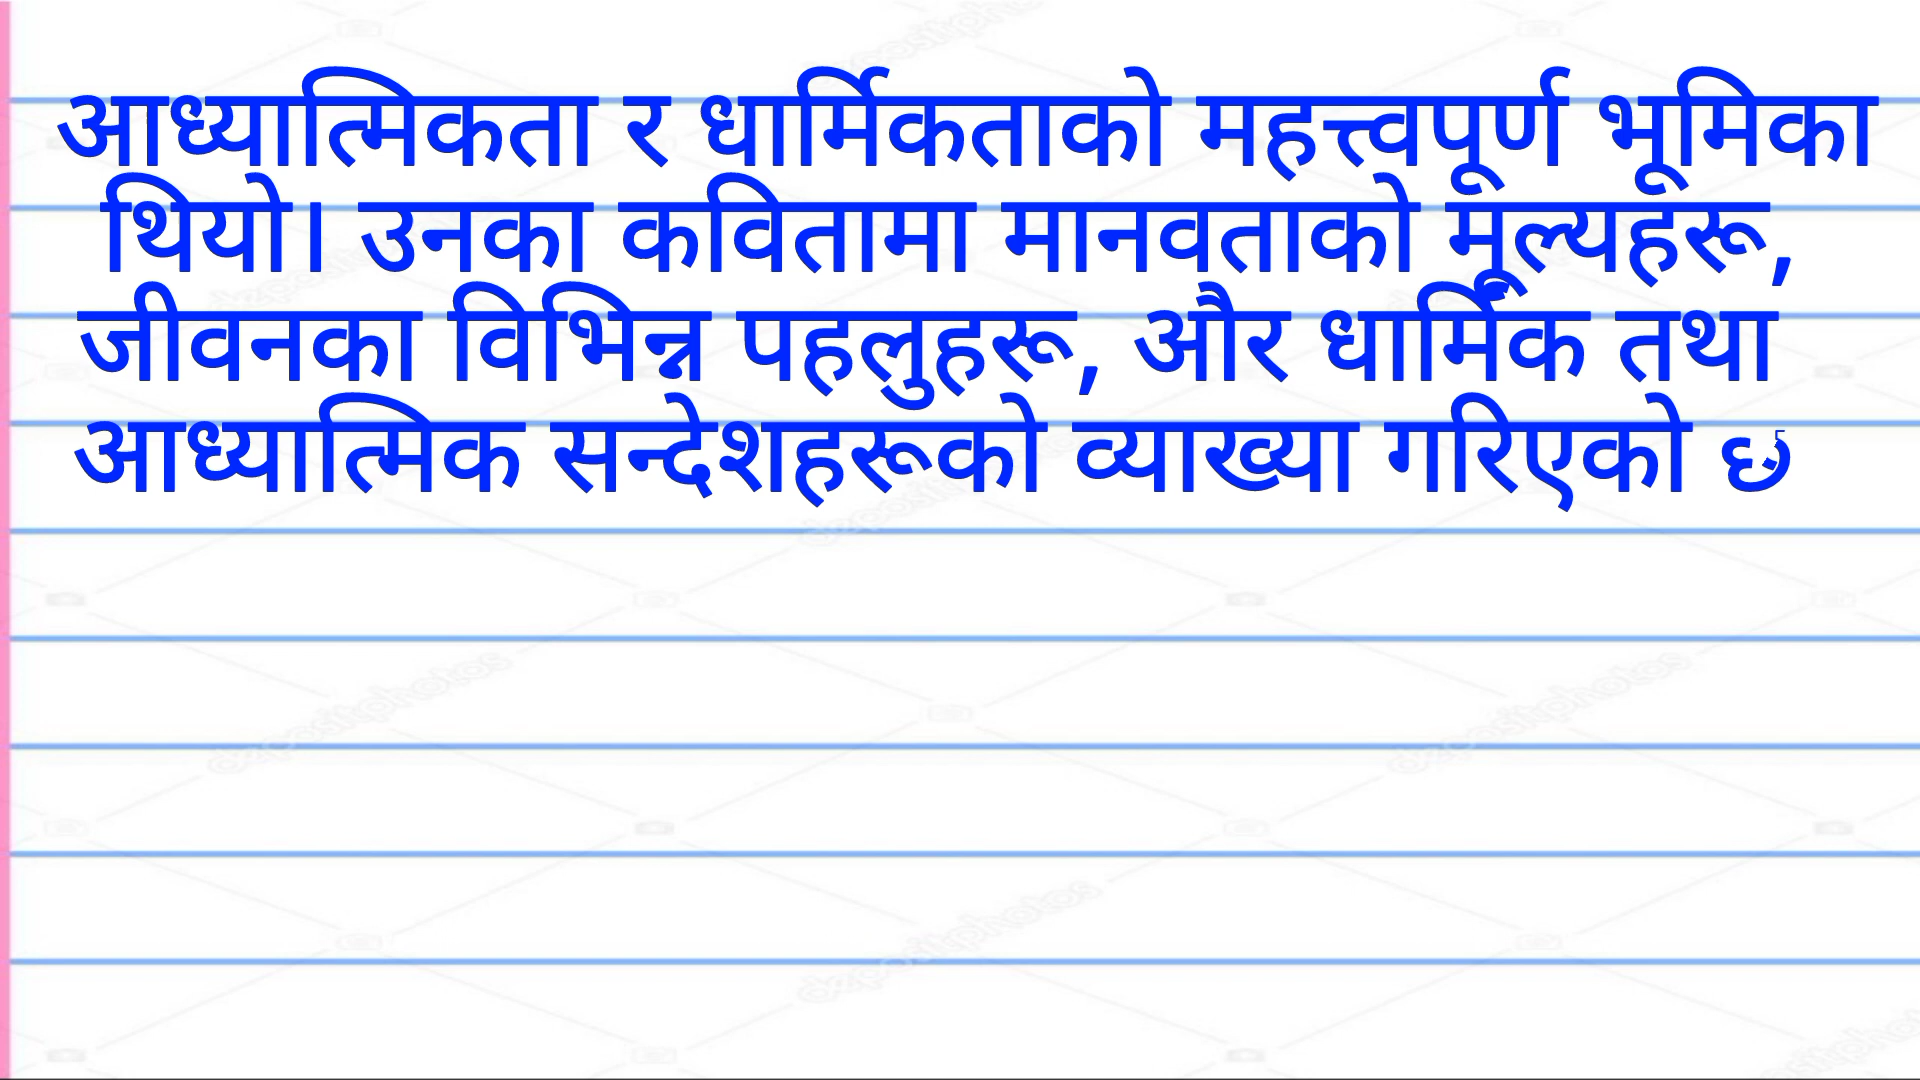 आध्यात्मिकता र धार्मिकताको महत्त्वपूर्ण भूमिका
थियो। उनका कवितामा मानवताको मूल्यहरू,
जीवनका विभिन्न पहलुहरू, और धार्मिक तथा
आध्यात्मिक सन्देशहरूको व्याख्या गरिएको छ